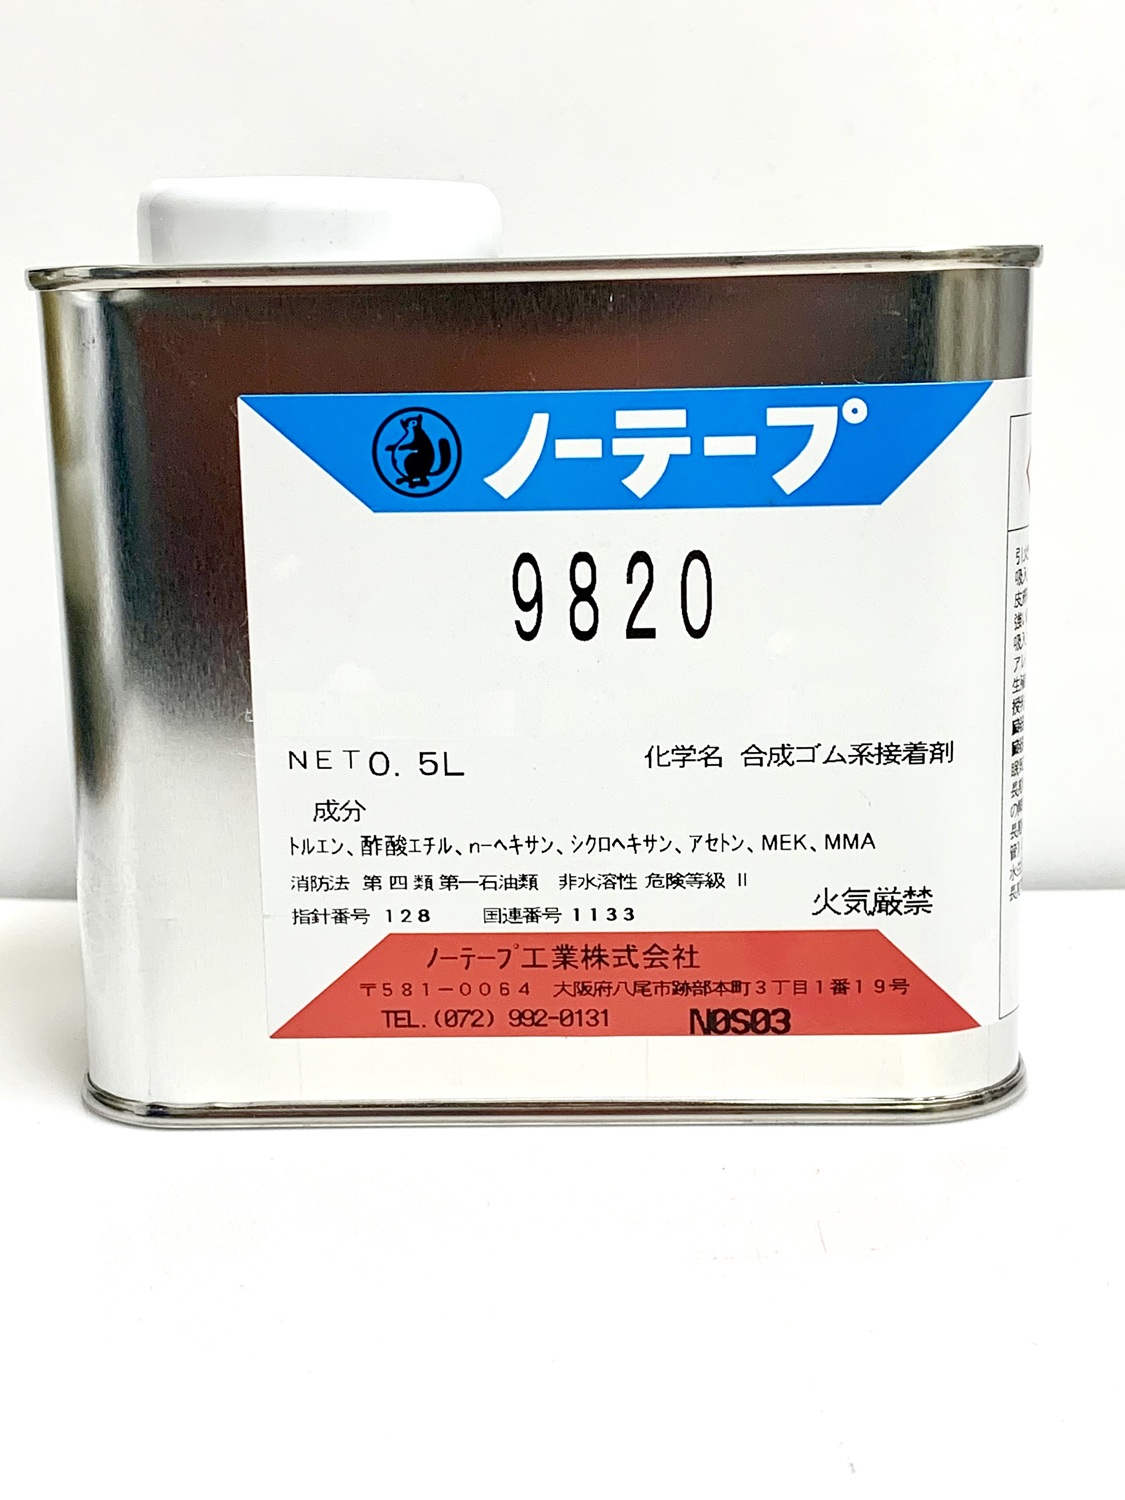 ノーテープ
9820
NET 0.5L
化学名 合成ゴム系接着剤
成分
トルエン、酢酸エチル、n-ヘキサン、シクロヘキサン、アセトン、MEK、MMA
消防法 第四類第一石油類 非水溶性 危険等級 II
指針番号 128 国連番号 1133
火気厳禁
ノーテープ工業株式会社
〒581-0064 大阪府八尾市跡部本町3丁目1番19号
TEL.(072) 992-0131 N0S03